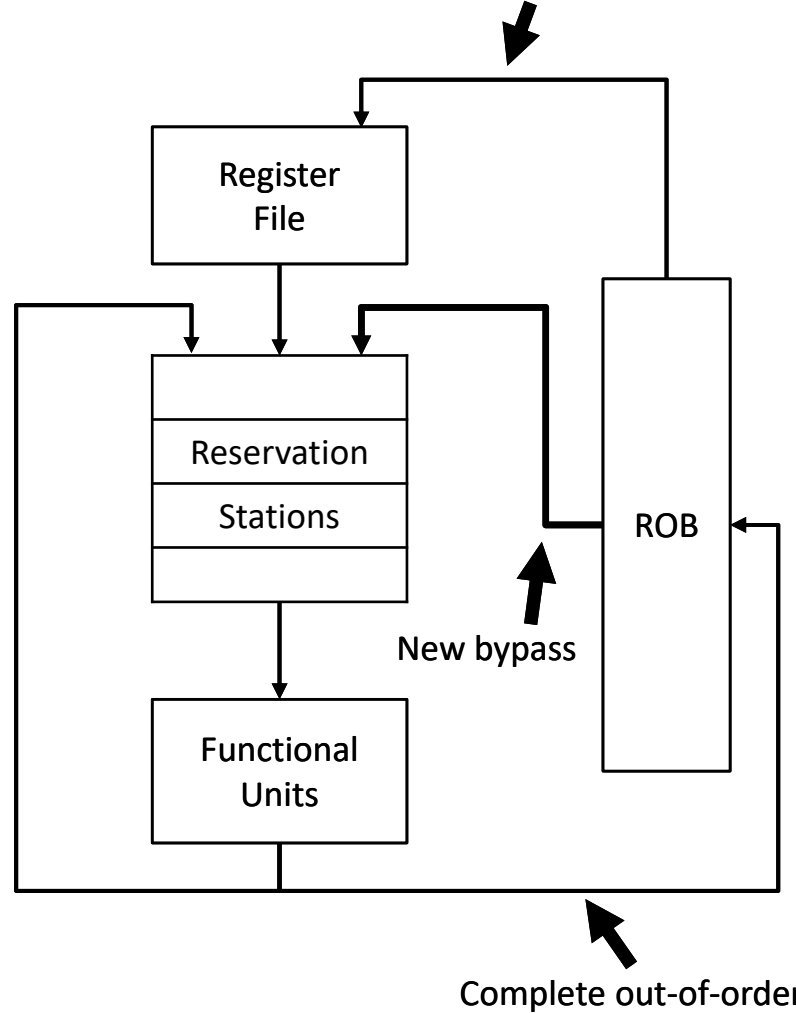 Register
File
Reservation
Stations
ROB
New bypass
Functional
Units
Complete out-of-order